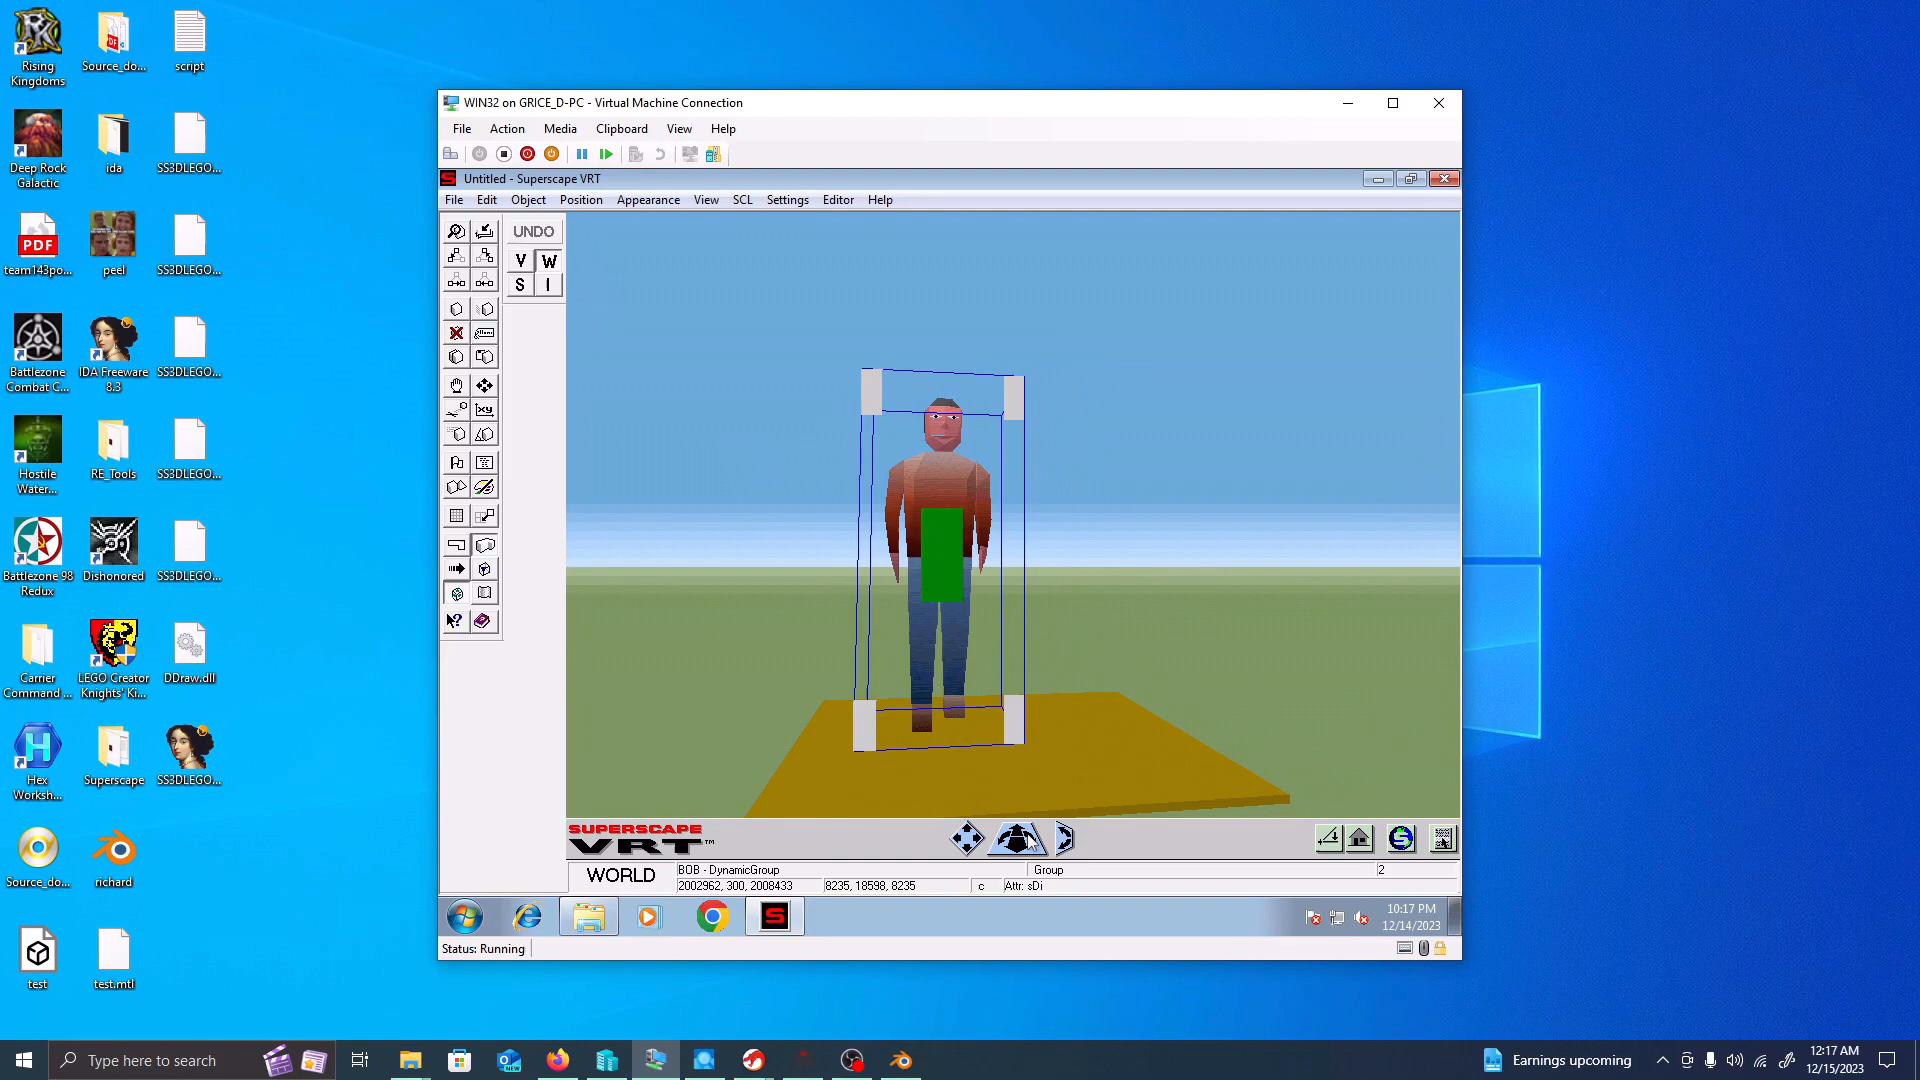 Rising
Kingdoms
Source_do...
script
Deep Rock
Galactic
ida
SS3DLEGO...
team143po...
PDF
peel
SS3DLEGO...
Battlezone
Combat C...
IDA Freeware
8.3
SS3DLEGO...
Hostile
Water...
RE_Tools
SS3DLEGO...
Battlezone 98
Redux
Dishonored
SS3DLEGO...
Carrier
Command ...
LEGO Creator
Knights' Ki...
DDraw.dll
Hex
Worksh...
Superscape
SS3DLEGO...
Source_do...
richard
test
test.mtl
WIN32 on GRICE_D-PC - Virtual Machine Connection
File Action Media Clipboard View Help
Untitled - Superscape VRT
File Edit Object Position Appearance View SCL Settings Editor Help
UNDO
V W
S I
SUPERSCAPE
VRT™
WORLD
BOB - DynamicGroup Group 2
2002962, 300, 2008433 8235, 18598, 8235 c Attr: sDi
10:17 PM
12/14/2023
Status: Running
Type here to search
Earnings upcoming
12:17 AM
12/15/2023